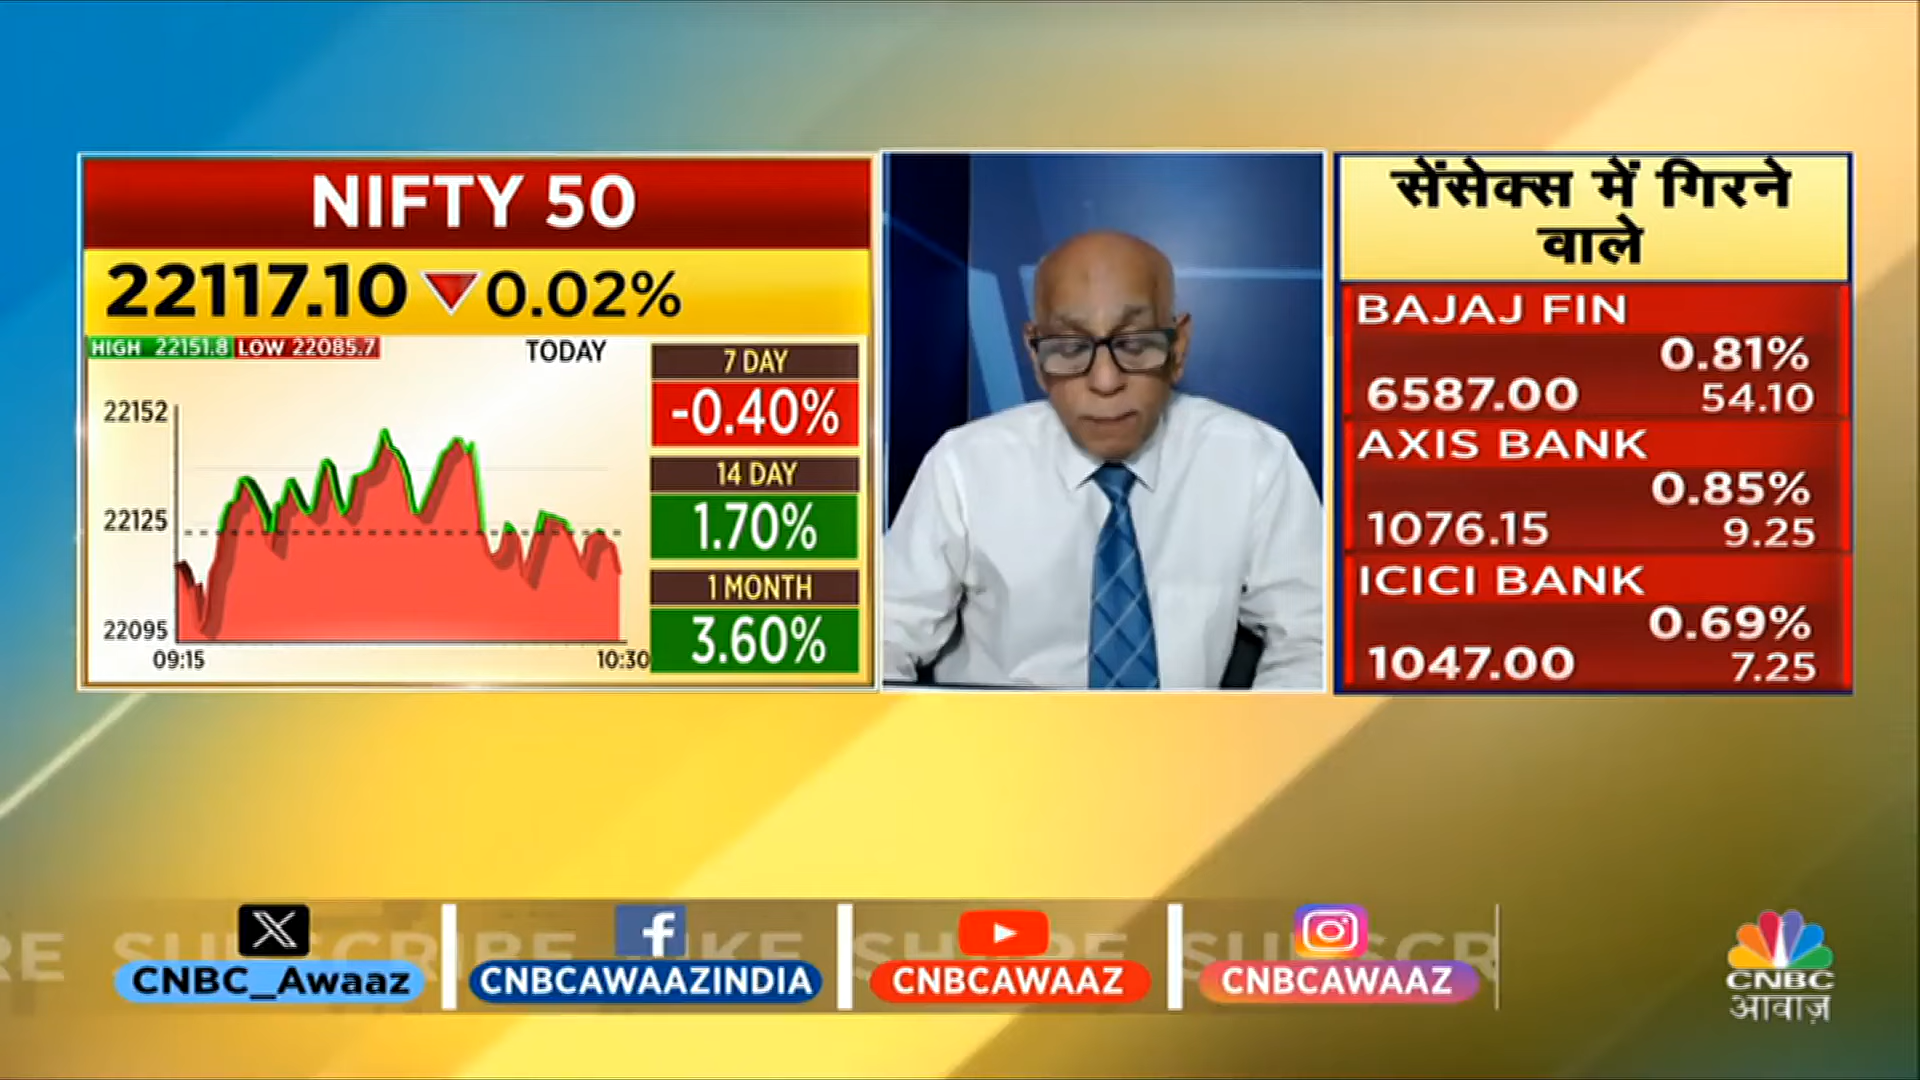 NIFTY 50
22117.10 0.02%
HIGH 22151.8 LOW 22085.7
TODAY
22152
22125
22095
09:15
10:30
7 DAY
-0.40%
14 DAY
1.70%
1 MONTH
3.60%
सेंसेक्स में गिरने
वाले
BAJAJ FIN
0.81%
6587.00
54.10
AXIS BANK
0.85%
1076.15
9.25
ICICI BANK
0.69%
1047.00
7.25
CNBC_Awaaz
CNBCAWAAZINDIA
CNBCAWAAZ
CNBCAWAAZ
CNBC
आवाज़